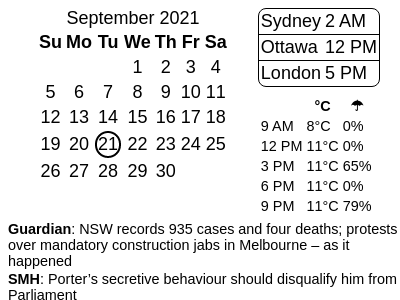 September 2021
Su Mo Tu We Th Fr Sa
1 2 3 4
5 6 7 8 9 10 11
12 13 14 15 16 17 18
19 20 21 22 23 24 25
26 27 28 29 30
Sydney 2 AM
Ottawa 12 PM
London 5 PM
°C ☂
9 AM 8°C 0%
12 PM 11°C 0%
3 PM 11°C 65%
6 PM 11°C 0%
9 PM 11°C 79%
Guardian: NSW records 935 cases and four deaths; protests
over mandatory construction jabs in Melbourne – as it
happened
SMH: Porter’s secretive behaviour should disqualify him from
Parliament